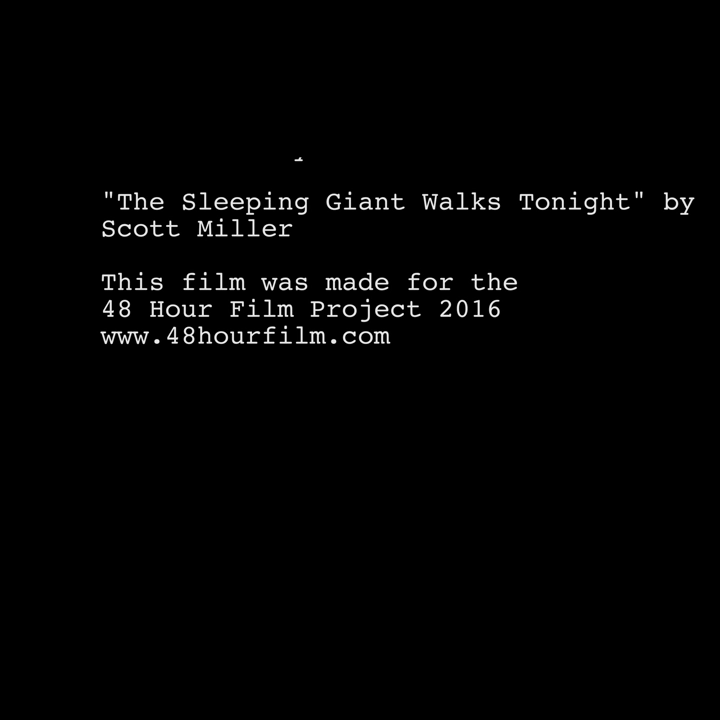 "The Sleeping Giant Walks Tonight" by
Scott Miller
This film was made for the
48 Hour Film Project 2016
www.48hourfilm.com